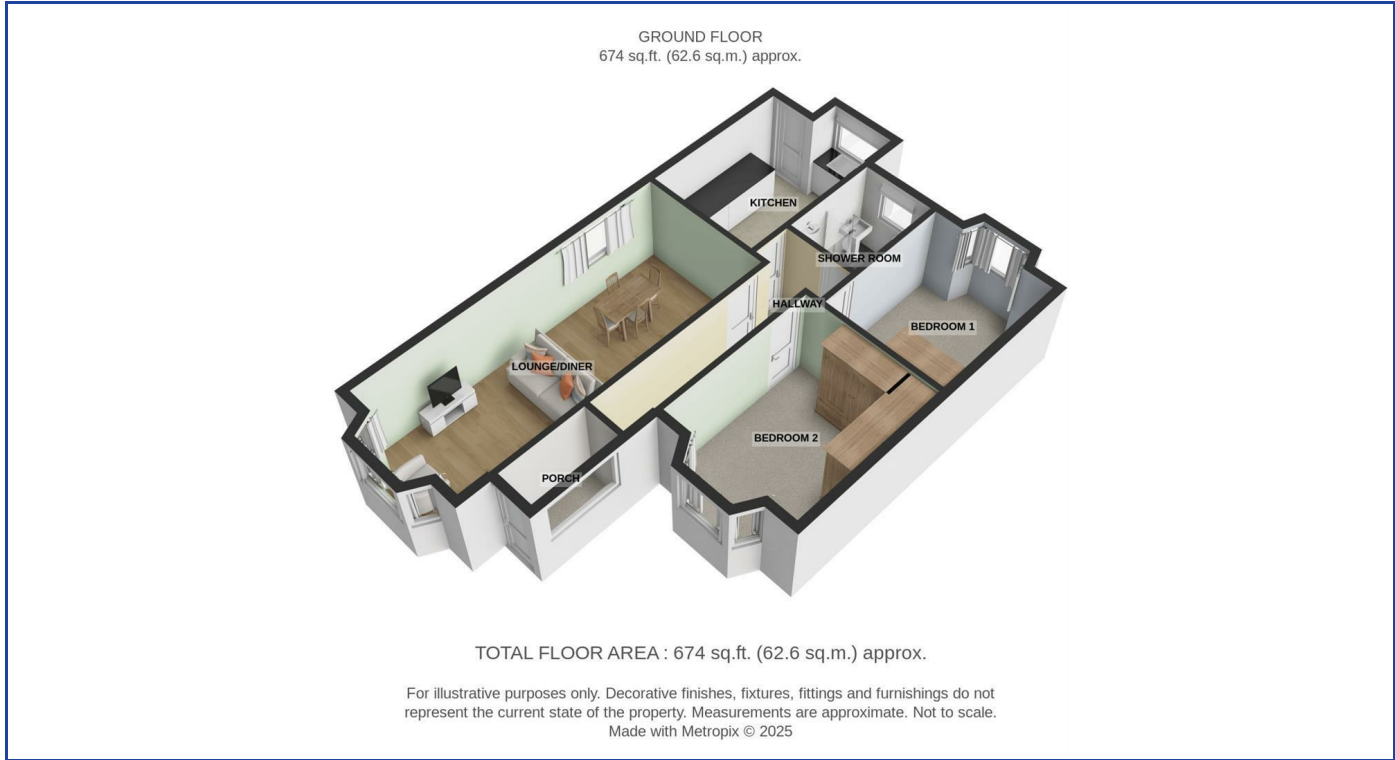 GROUND FLOOR
674 sq.ft. (62.6 sq.m.) approx.
KITCHEN
SHOWER ROOM
HALLWAY
BEDROOM 1
LOUNGE/DINER
BEDROOM 2
PORCH
TOTAL FLOOR AREA : 674 sq.ft. (62.6 sq.m.) approx.
For illustrative purposes only. Decorative finishes, fixtures, fittings and furnishings do not
represent the current state of the property. Measurements are approximate. Not to scale.
Made with Metropix © 2025